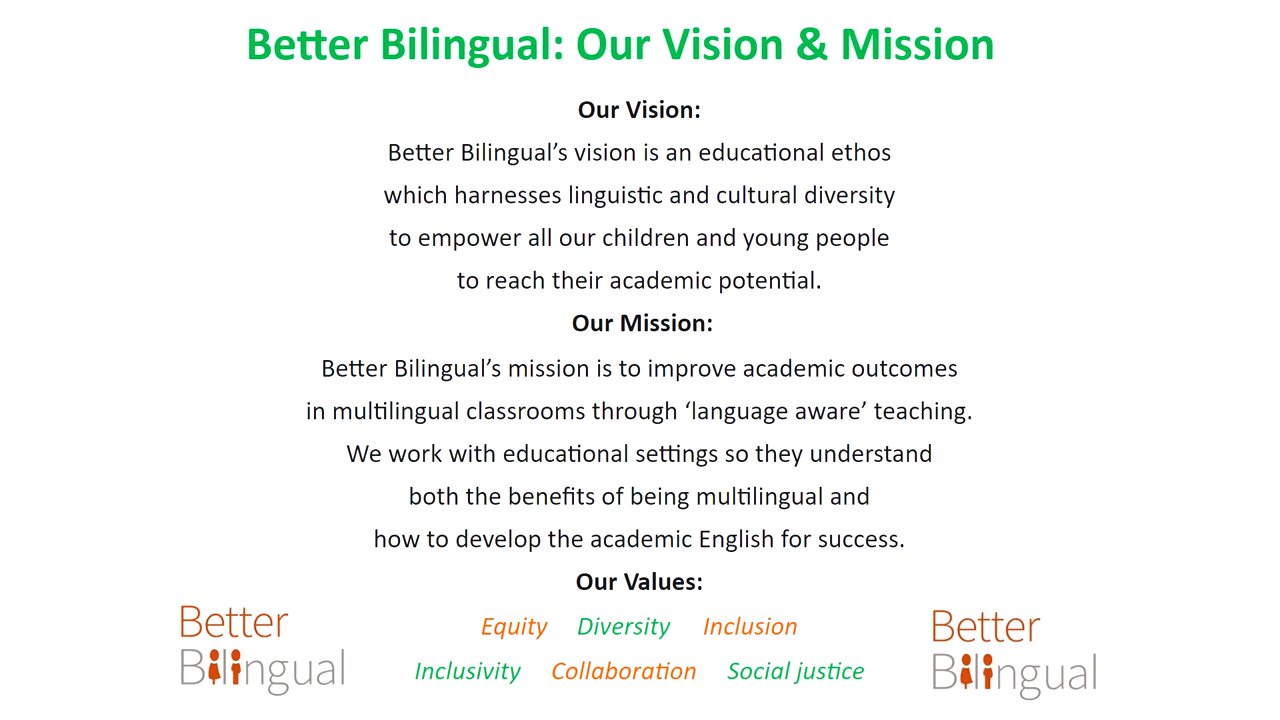 Better Bilingual: Our Vision & Mission
Our Vision:
Better Bilingual’s vision is an educational ethos
which harnesses linguistic and cultural diversity
to empower all our children and young people
to reach their academic potential.
Our Mission:
Better Bilingual’s mission is to improve academic outcomes
in multilingual classrooms through ‘language aware’ teaching.
We work with educational settings so they understand
both the benefits of being multilingual and
how to develop the academic English for success.
Our Values:
Equity Diversity Inclusion
Inclusivity Collaboration Social justice
Better
Bilingual
Better
Bilingual